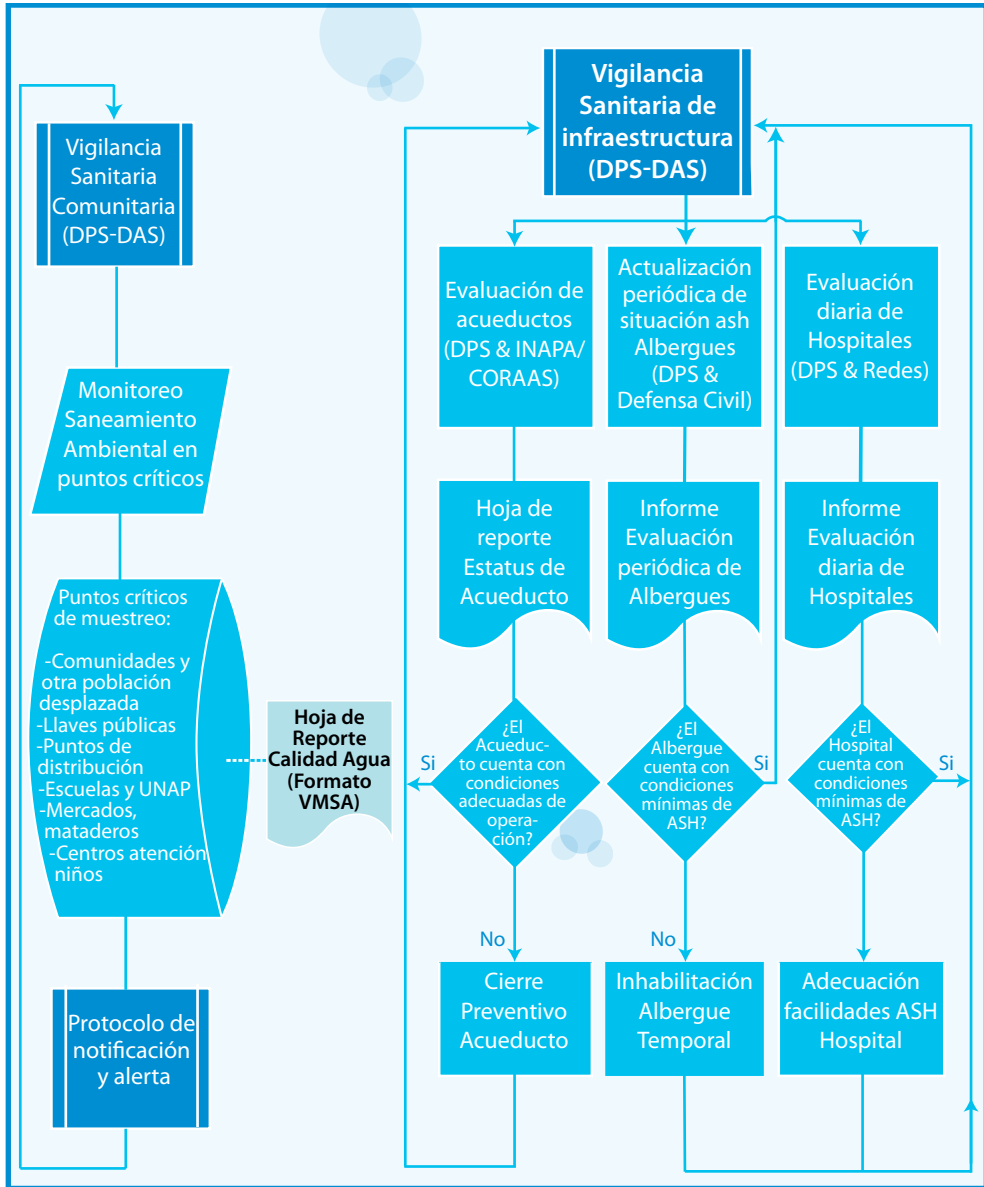 Vigilancia
Sanitaria
Comunitaria
(DPS-DAS)
Monitoreo
Saneamiento
Ambiental en
puntos críticos
Puntos críticos
de muestreo:
-Comunidades y
otra población
desplazada
-Llaves públicas
-Puntos de
distribución
-Escuelas y UNAP
-Mercados,
mataderos
-Centros atención
niños
Hoja de
Reporte
Calidad Agua
(Formato
VMSA)
Protocolo de
notificación
y alerta
Vigilancia
Sanitaria de
infraestructura
(DPS-DAS)
Evaluación de
acueductos
(DPS & INAPA/
CORAAS)
Hoja de
reporte
Estatus de
Acueducto
¿El
Acueduc-
to cuenta con
condiciones
adecuadas de
opera-
ción?
Si
No
Cierre
Preventivo
Acueducto
Actualización
periódica de
situación ash
Albergues
(DPS &
Defensa Civil)
Informe
Evaluación
periódica de
Albergues
¿El
Albergue
cuenta con
condiciones
mínimas de
ASH?
Si
No
Inhabilitación
Albergue
Temporal
Evaluación
diaria de
Hospitales
(DPS & Redes)
Informe
Evaluación
diaria de
Hospitales
¿El
Hospital
cuenta con
condiciones
mínimas de
ASH?
Si
Adecuación
facilidades ASH
Hospital